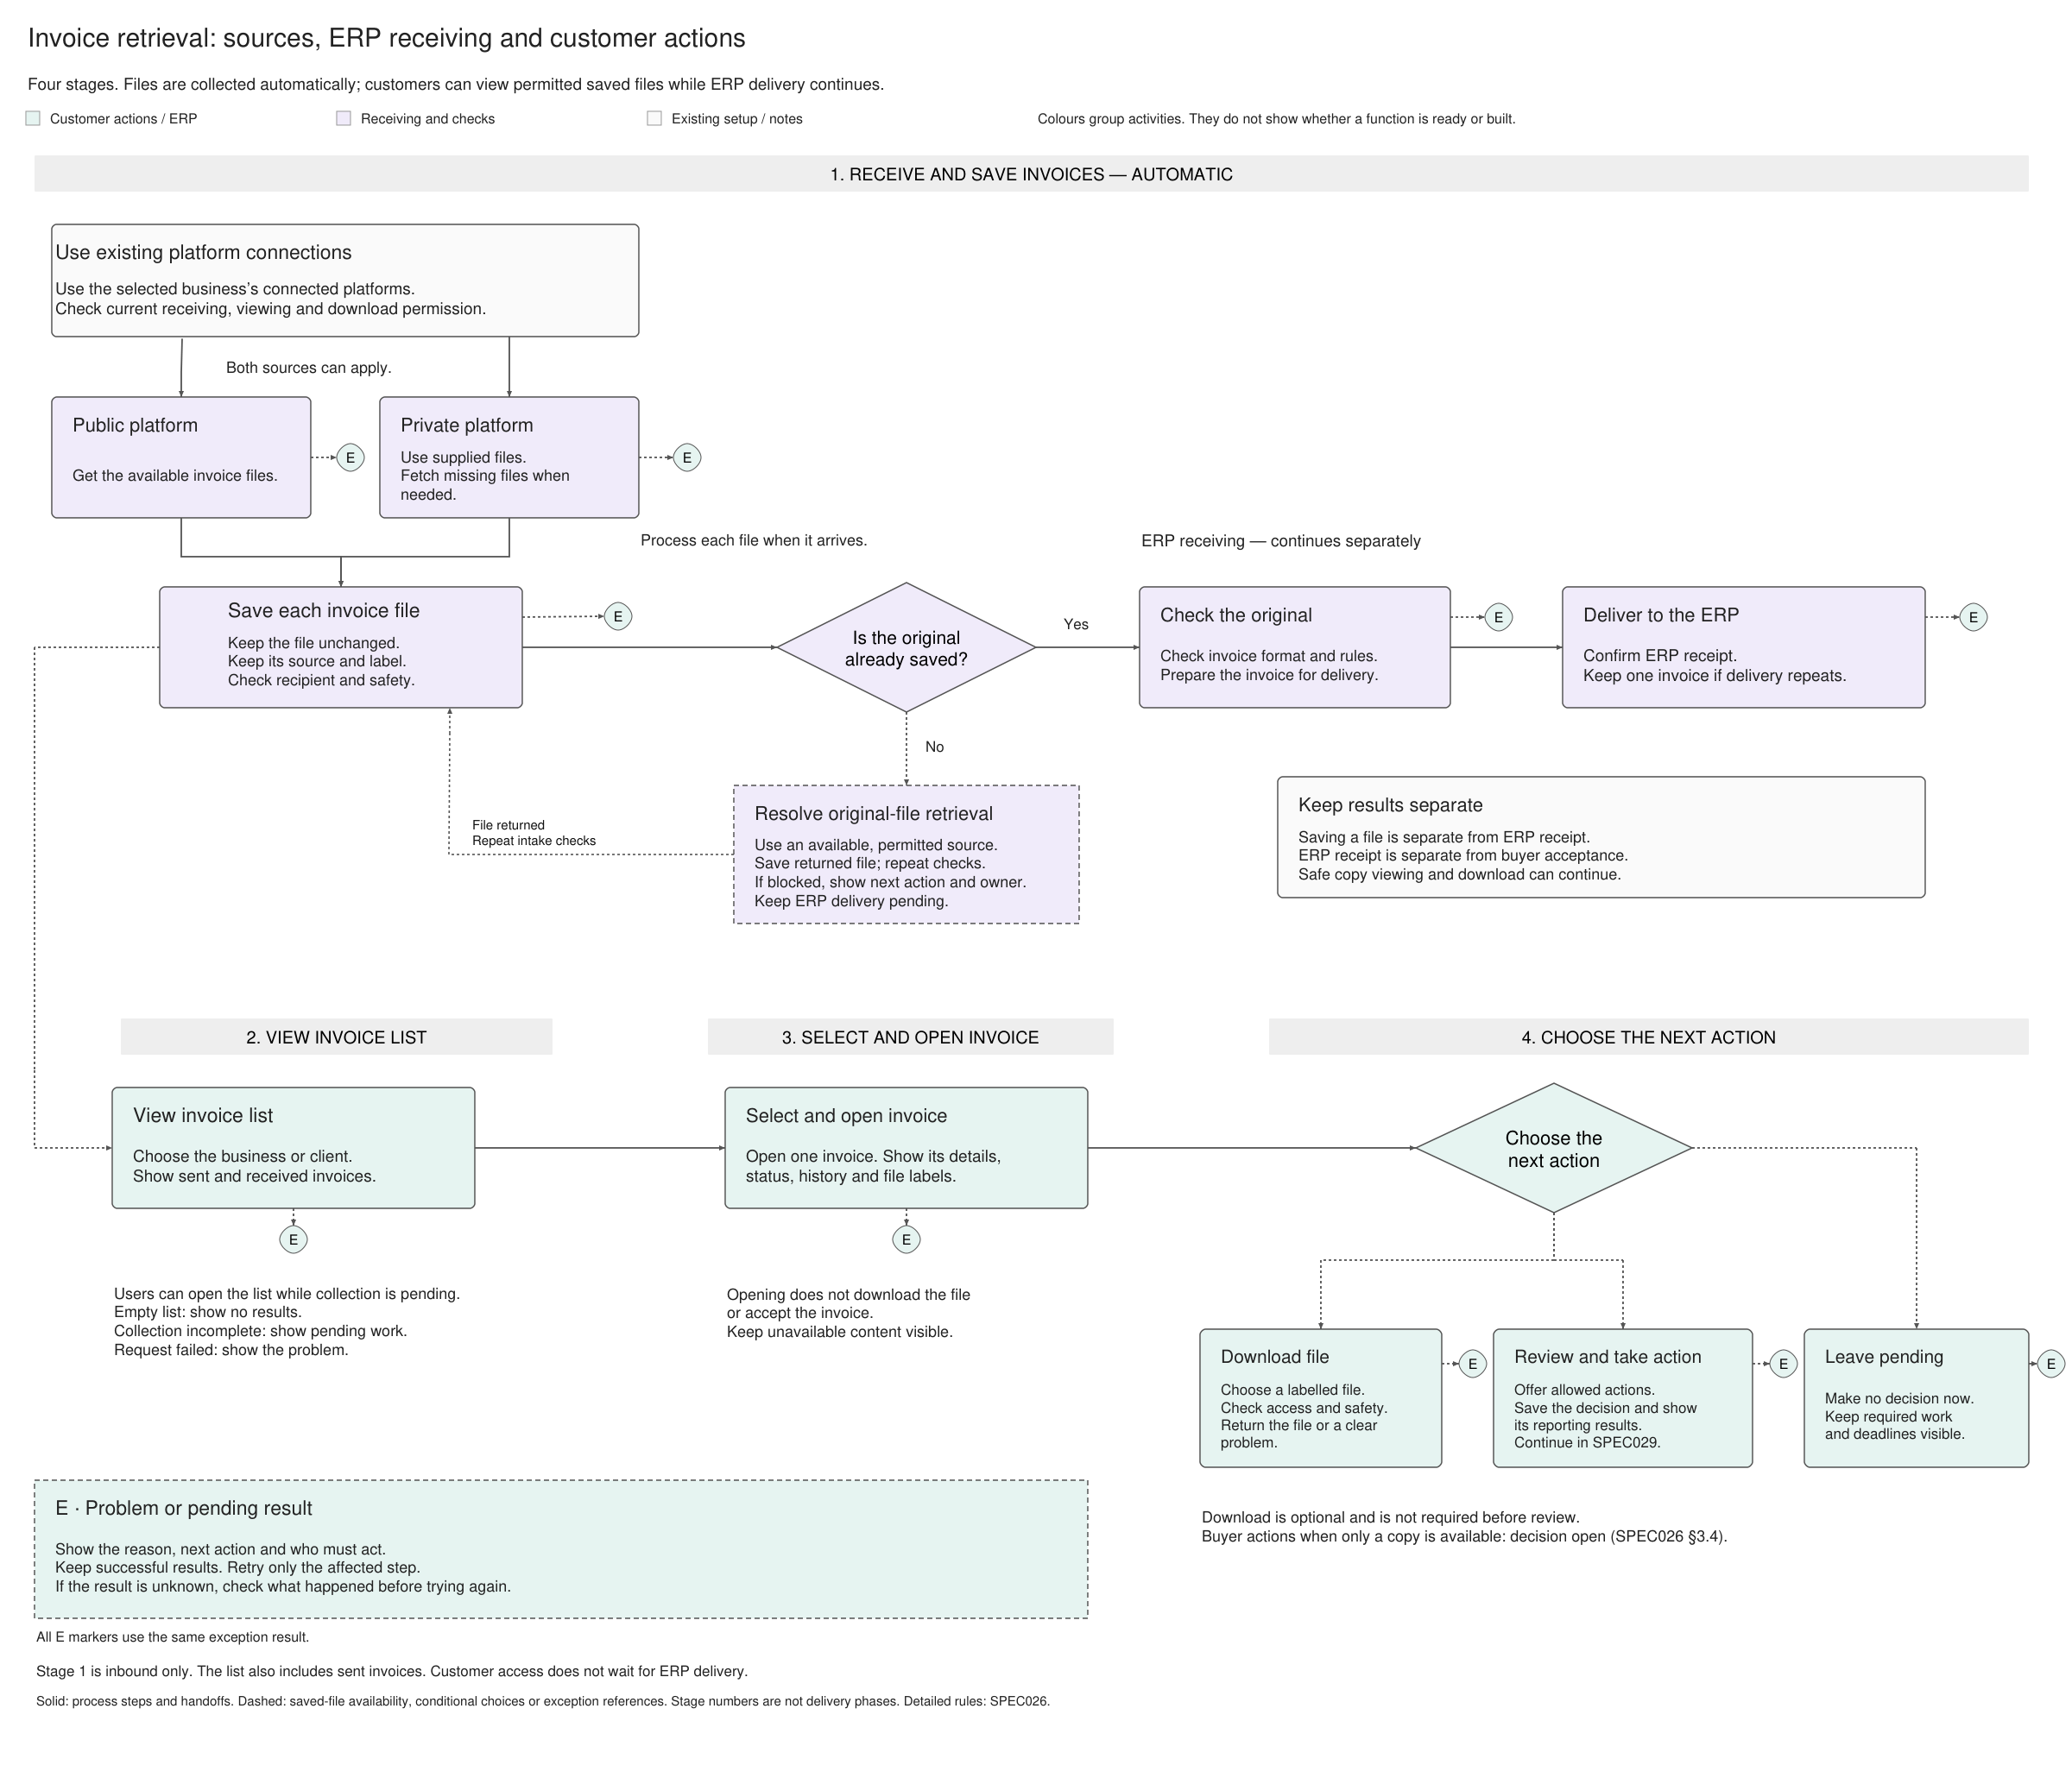 Invoice retrieval: sources, ERP receiving and customer actions
Four stages. Files are collected automatically; customers can view permitted saved files while ERP delivery continues.
Customer actions / ERP
Receiving and checks
Existing setup / notes
Colours group activities. They do not show whether a function is ready or built.
1. RECEIVE AND SAVE INVOICES — AUTOMATIC
Use existing platform connections
Use the selected business’s connected platforms.
Check current receiving, viewing and download permission.
Both sources can apply.
Public platform
Get the available invoice files.
E
Private platform
Use supplied files.
Fetch missing files when
needed.
E
Process each file when it arrives.
ERP receiving — continues separately
Save each invoice file
Keep the file unchanged.
Keep its source and label.
Check recipient and safety.
E
Is the original
already saved?
Yes
Check the original
Check invoice format and rules.
Prepare the invoice for delivery.
E
Deliver to the ERP
Confirm ERP receipt.
Keep one invoice if delivery repeats.
E
No
File returned
Repeat intake checks
Resolve original-file retrieval
Use an available, permitted source.
Save returned file; repeat checks.
If blocked, show next action and owner.
Keep ERP delivery pending.
Keep results separate
Saving a file is separate from ERP receipt.
ERP receipt is separate from buyer acceptance.
Safe copy viewing and download can continue.
2. VIEW INVOICE LIST
3. SELECT AND OPEN INVOICE
4. CHOOSE THE NEXT ACTION
View invoice list
Choose the business or client.
Show sent and received invoices.
E
Select and open invoice
Open one invoice. Show its details,
status, history and file labels.
E
Choose the
next action
Users can open the list while collection is pending.
Empty list: show no results.
Collection incomplete: show pending work.
Request failed: show the problem.
Opening does not download the file
or accept the invoice.
Keep unavailable content visible.
Download file
Choose a labelled file.
Check access and safety.
Return the file or a clear
problem.
E
Review and take action
Offer allowed actions.
Save the decision and show
its reporting results.
Continue in SPEC029.
E
Leave pending
Make no decision now.
Keep required work
and deadlines visible.
E
Download is optional and is not required before review.
Buyer actions when only a copy is available: decision open (SPEC026 §3.4).
E · Problem or pending result
Show the reason, next action and who must act.
Keep successful results. Retry only the affected step.
If the result is unknown, check what happened before trying again.
All E markers use the same exception result.
Stage 1 is inbound only. The list also includes sent invoices. Customer access does not wait for ERP delivery.
Solid: process steps and handoffs. Dashed: saved-file availability, conditional choices or exception references. Stage numbers are not delivery phases. Detailed rules: SPEC026.